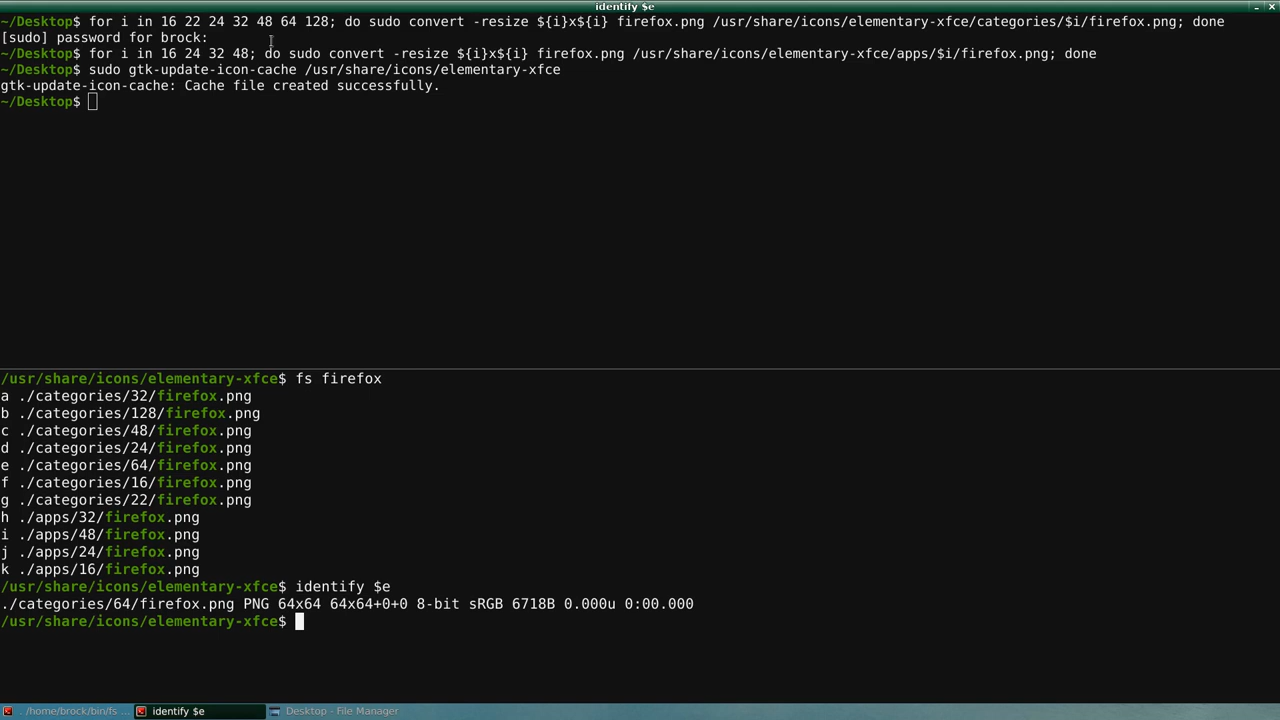 identify $e
~/Desktop$ for i in 16 22 24 32 48 64 128; do sudo convert -resize ${i}x${i} firefox.png /usr/share/icons/elementary-xfce/categories/$i/firefox.png; done
[sudo] password for brock:
~/Desktop$ for i in 16 24 32 48; do sudo convert -resize ${i}x${i} firefox.png /usr/share/icons/elementary-xfce/apps/$i/firefox.png; done
~/Desktop$ sudo gtk-update-icon-cache /usr/share/icons/elementary-xfce
gtk-update-icon-cache: Cache file created successfully.
~/Desktop$
/usr/share/icons/elementary-xfce$ fs firefox
a ./categories/32/firefox.png
b ./categories/128/firefox.png
c ./categories/48/firefox.png
d ./categories/24/firefox.png
e ./categories/64/firefox.png
f ./categories/16/firefox.png
g ./categories/22/firefox.png
h ./apps/32/firefox.png
i ./apps/48/firefox.png
j ./apps/24/firefox.png
k ./apps/16/firefox.png
/usr/share/icons/elementary-xfce$ identify $e
./categories/64/firefox.png PNG 64x64 64x64+0+0 8-bit sRGB 6718B 0.000u 0:00.000
/usr/share/icons/elementary-xfce$
. /home/brock/bin/fs ... identify $e Desktop - File Manager